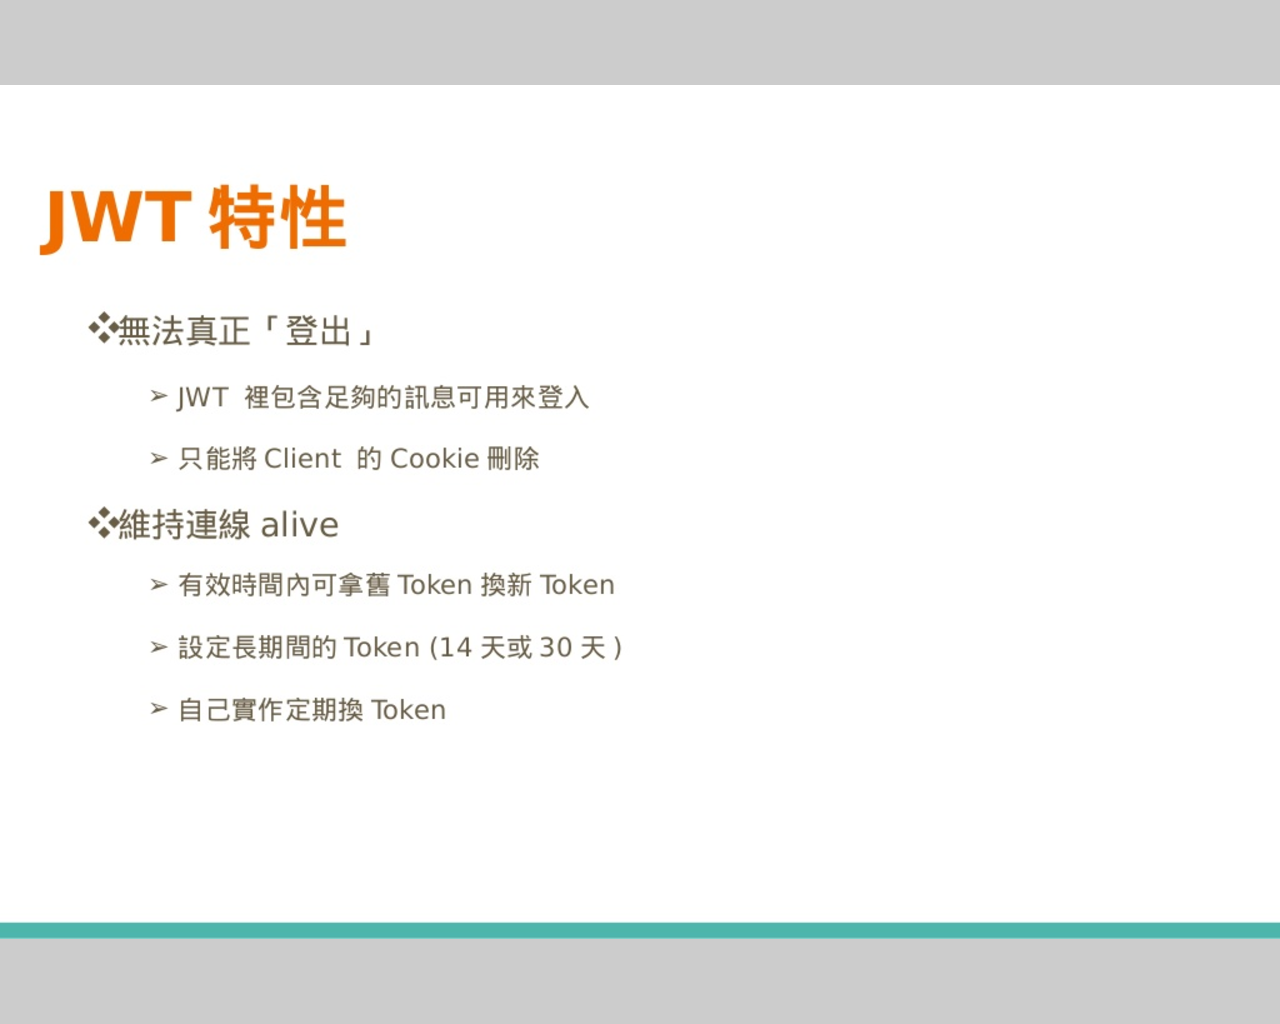 JWT 特性
❖無法真正「登出」
➢ JWT 裡包含足夠的訊息可用來登入
➢ 只能將 Client 的 Cookie 刪除
❖維持連線 alive
➢ 有效時間內可拿舊 Token 換新 Token
➢ 設定長期間的 Token (14 天或 30 天 )
➢ 自己實作定期換 Token